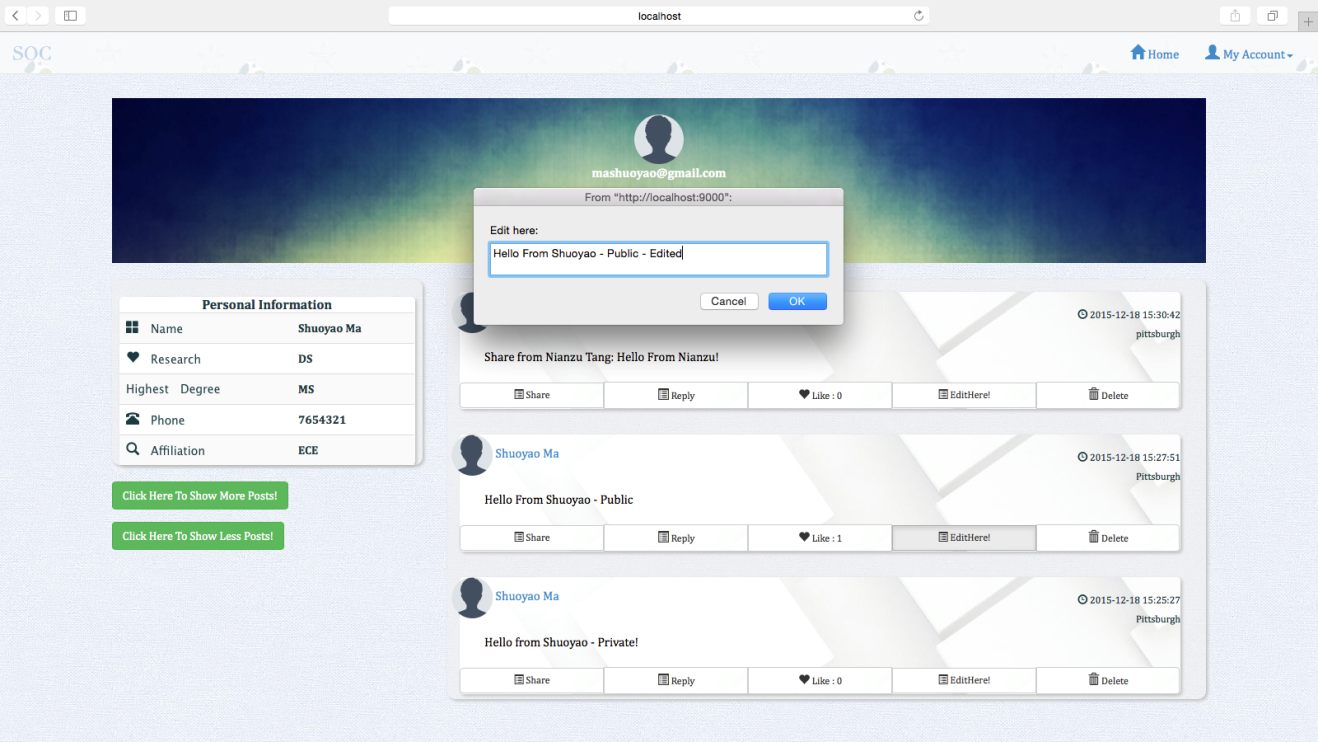 localhost
SOC
Home
My Account
mashuoyao@gmail.com
From "http://localhost:9000":
Edit here:
Hello From Shuoyao - Public - Edited
Cancel
OK
Personal Information
Name Shuoyao Ma
Research DS
Highest Degree MS
Phone 7654321
Affiliation ECE
Click Here To Show More Posts!
Click Here To Show Less Posts!
2015-12-18 15:30:42
pittsburgh
Share from Nianzu Tang: Hello From Nianzu!
Share Reply Like : 0 EditHere! Delete
Shuoyao Ma
2015-12-18 15:27:51
Pittsburgh
Hello From Shuoyao - Public
Share Reply Like : 1 EditHere! Delete
Shuoyao Ma
2015-12-18 15:25:27
Pittsburgh
Hello from Shuoyao - Private!
Share Reply Like : 0 EditHere! Delete